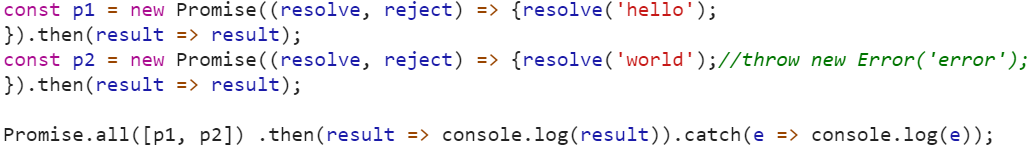 const p1 = new Promise((resolve, reject) => {resolve('hello');
}).then(result => result);
const p2 = new Promise((resolve, reject) => {resolve('world');//throw new Error('error');
}).then(result => result);
Promise.all([p1, p2]) .then(result => console.log(result)).catch(e => console.log(e));